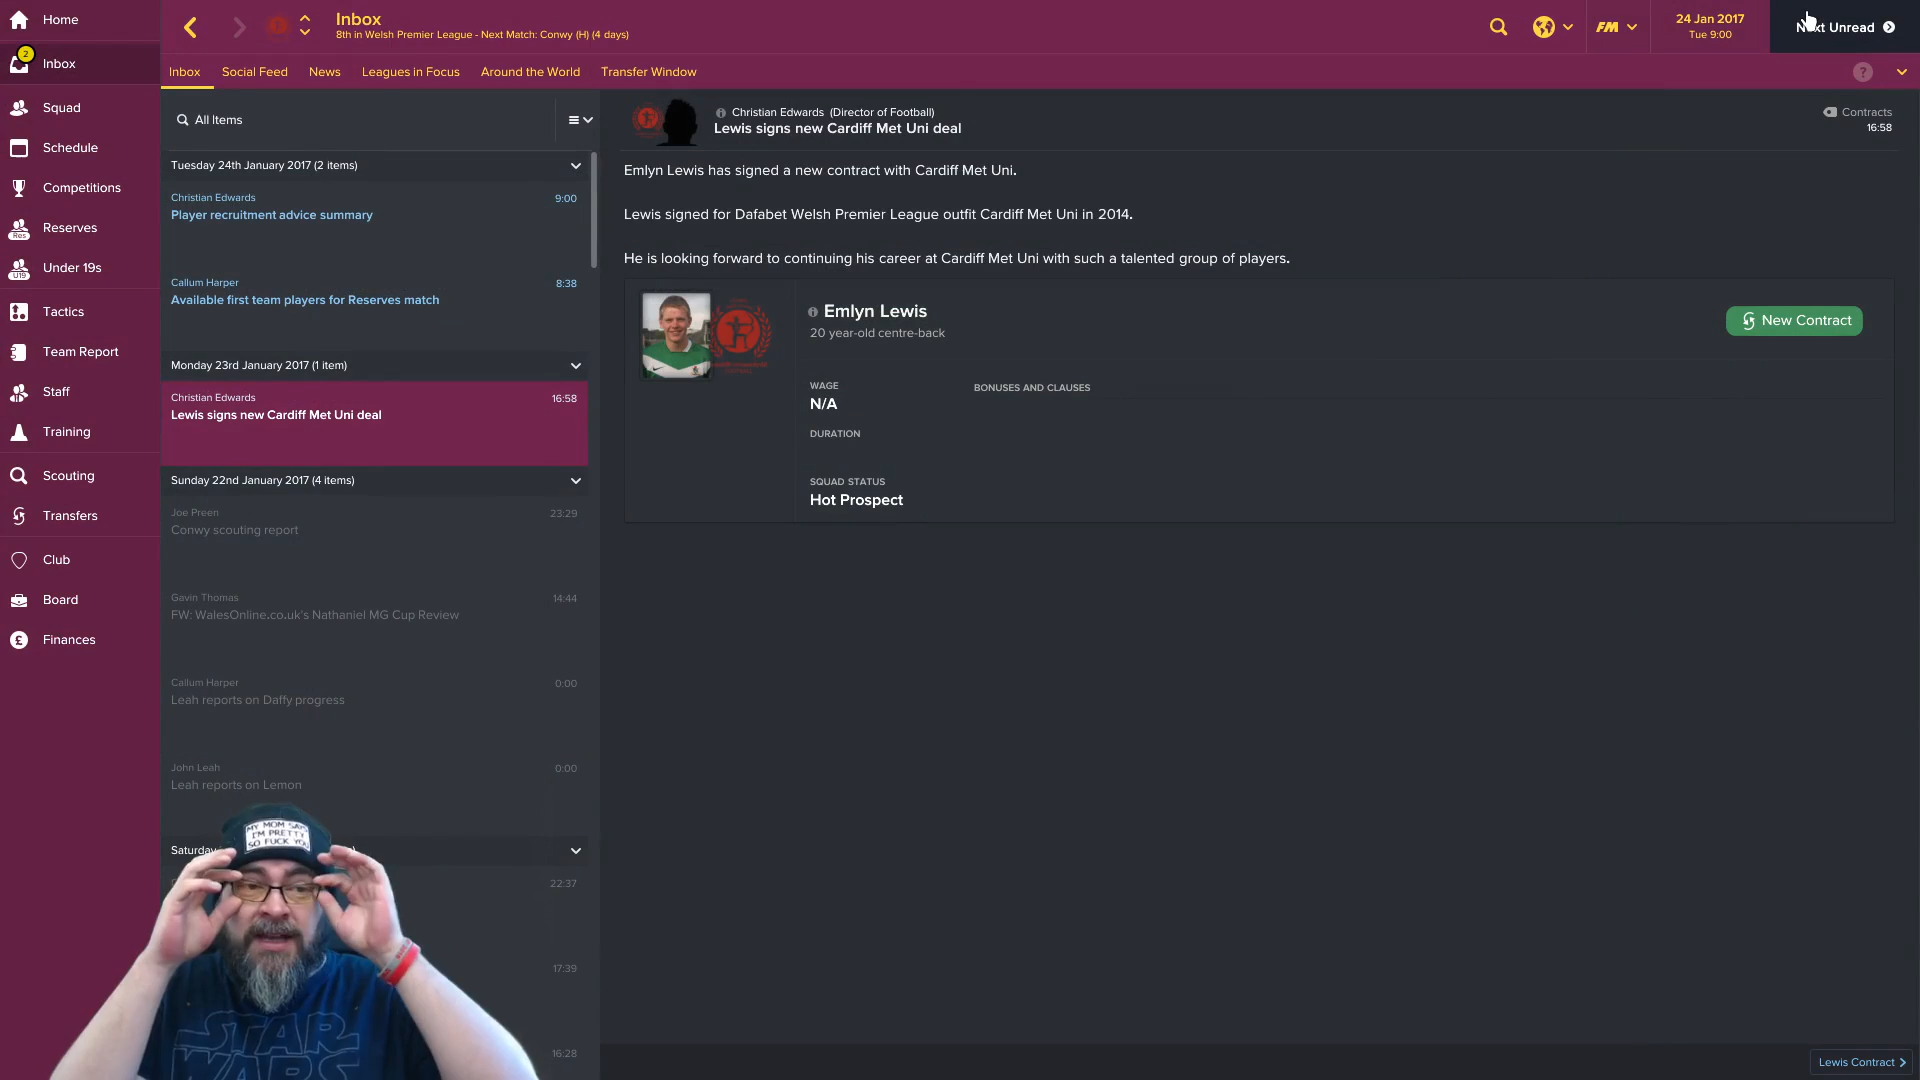 Home
2
Inbox
Squad
Schedule
Competitions
Res
Reserves
U19
Under 19s
Tactics
Team Report
Staff
Training
Scouting
Transfers
Club
Board
£
Finances
Inbox
8th in Welsh Premier League - Next Match: Conwy (H) (4 days)
FM
24 Jan 2017
Tue 9:00
Next Unread
Inbox
Social Feed
News
Leagues in Focus
Around the World
Transfer Window
?
All Items
Tuesday 24th January 2017 (2 items)
Christian Edwards
9:00
Player recruitment advice summary
Callum Harper
8:38
Available first team players for Reserves match
Monday 23rd January 2017 (1 item)
Christian Edwards
16:58
Lewis signs new Cardiff Met Uni deal
Sunday 22nd January 2017 (4 items)
Joe Preen
23:29
Conwy scouting report
Gavin Thomas
14:44
FW: WalesOnline.co.uk's Nathaniel MG Cup Review
Callum Harper
0:00
Leah reports on Daffy progress
John Leah
0:00
Leah reports on Lemon
Saturday
22:37
17:39
16:28
MY MOM SAYS
I'M PRETTY
SO FUCK YOU
STAR
WARS
Christian Edwards (Director of Football)
Lewis signs new Cardiff Met Uni deal
Contracts
16:58
Emlyn Lewis has signed a new contract with Cardiff Met Uni.
Lewis signed for Dafabet Welsh Premier League outfit Cardiff Met Uni in 2014.
He is looking forward to continuing his career at Cardiff Met Uni with such a talented group of players.
Emlyn Lewis
20 year-old centre-back
New Contract
WAGE
N/A
BONUSES AND CLAUSES
DURATION
SQUAD STATUS
Hot Prospect
Lewis Contract